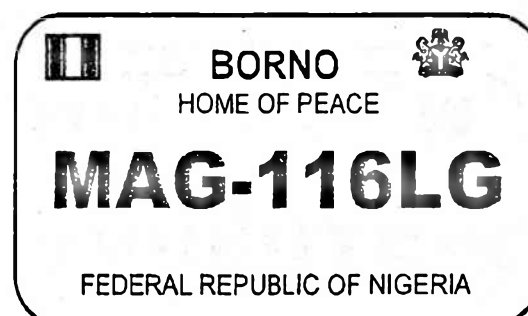 BORNO
HOME OF PEACE
MAG-116LG
FEDERAL REPUBLIC OF NIGERIA